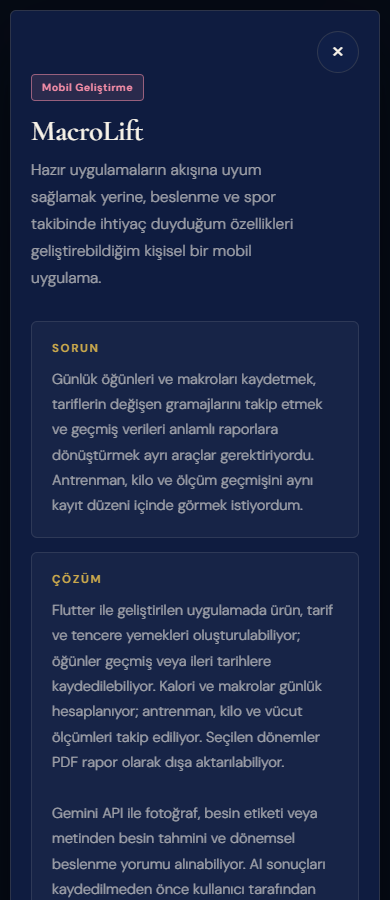 ×
Mobil Geliştirme
MacroLift
Hazır uygulamaların akışına uyum
sağlamak yerine, beslenme ve spor
takibinde ihtiyaç duyduğum özellikleri
geliştirebildiğim kişisel bir mobil
uygulama.
SORUN
Günlük öğünleri ve makroları kaydetmek,
tariflerin değişen gramajlarını takip etmek
ve geçmiş verileri anlamlı raporlara
dönüştürmek ayrı araçlar gerektiriyordu.
Antrenman, kilo ve ölçüm geçmişini aynı
kayıt düzeni içinde görmek istiyordum.
ÇÖZÜM
Flutter ile geliştirilen uygulamada ürün, tarif
ve tencere yemekleri oluşturulabiliyor;
öğünler geçmiş veya ileri tarihlere
kaydedilebiliyor. Kalori ve makrolar günlük
hesaplanıyor; antrenman, kilo ve vücut
ölçümleri takip ediliyor. Seçilen dönemler
PDF rapor olarak dışa aktarılabiliyor.
Gemini API ile fotoğraf, besin etiketi veya
metinden besin tahmini ve dönemsel
beslenme yorumu alınabiliyor. AI sonuçları
kaydedilmeden önce kullanıcı tarafından